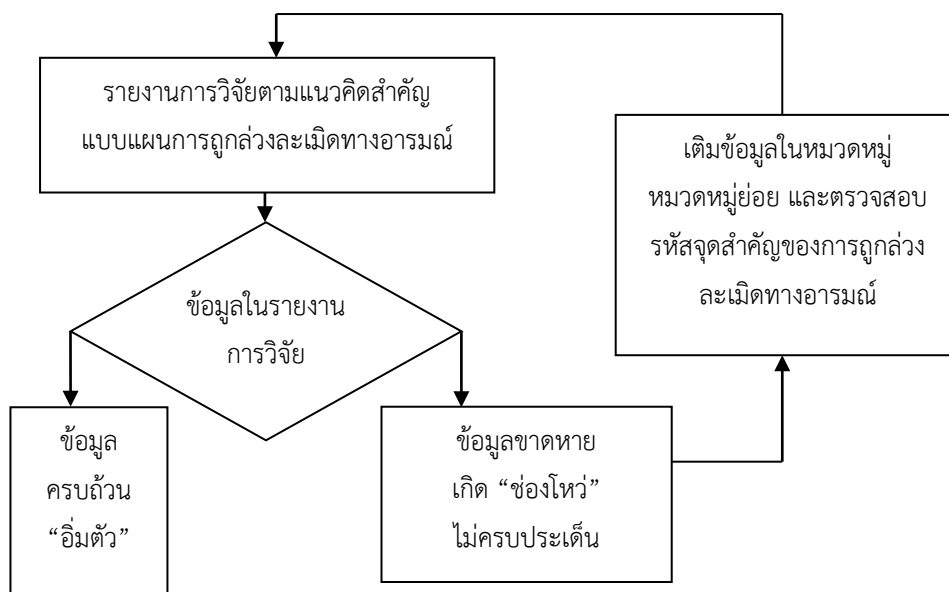 รายงานการวิจัยตามแนวคิดสำคัญ
แบบแผนการถูกล่วงละเมิดทางอารมณ์
เติมข้อมูลในหมวดหมู่
หมวดหมู่ย่อย และตรวจสอบ
รหัสจุดสำคัญของการถูกล่วง
ละเมิดทางอารมณ์
ข้อมูลในรายงาน
การวิจัย
ข้อมูล
ครบถ้วน
“อิ่มตัว”
ข้อมูลขาดหาย
เกิด “ช่องโหว่”
ไม่ครบประเด็น